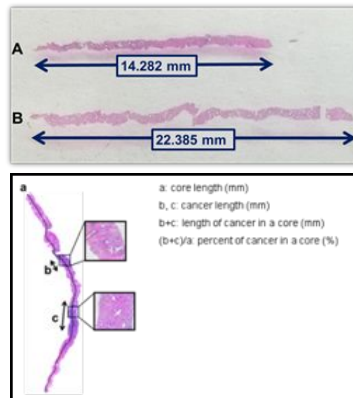 A
14.282 mm
B
22.385 mm
a
a: core length (mm)
b, c: cancer length (mm)
b+c: length of cancer in a core (mm)
(b+c)/a: percent of cancer in a core (%)
b
c